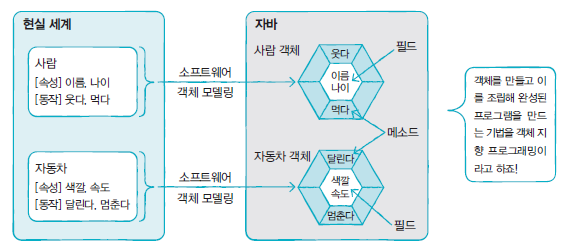 현실 세계
사람
[속성] 이름, 나이
[동작] 웃다, 먹다
자동차
[속성] 색깔, 속도
[동작] 달린다, 멈춘다
소프트웨어
객체 모델링
소프트웨어
객체 모델링
자바
사람 객체
웃다
이름
나이
먹다
필드
메소드
자동차 객체
달린다
색깔
속도
멈춘다
필드
객체를 만들고 이
를 조립해 완성된
프로그램을 만드
는 기법을 객체 지
향 프로그래밍이
라고 하죠!